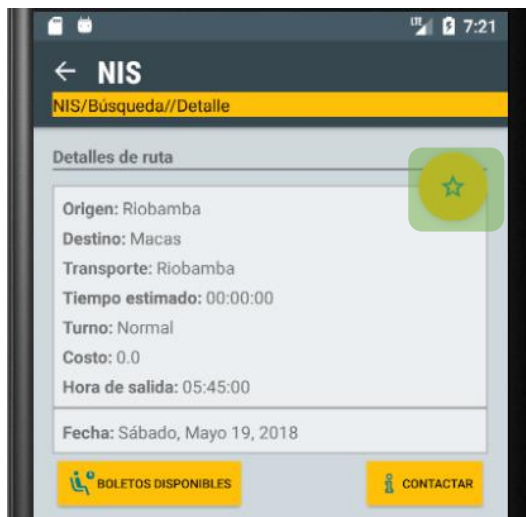 LTE 7:21
NIS
NIS/Búsqueda//Detalle
Detalles de ruta
Origen: Riobamba
Destino: Macas
Transporte: Riobamba
Tiempo estimado: 00:00:00
Turno: Normal
Costo: 0.0
Hora de salida: 05:45:00
Fecha: Sábado, Mayo 19, 2018
BOLETOS DISPONIBLES CONTACTAR